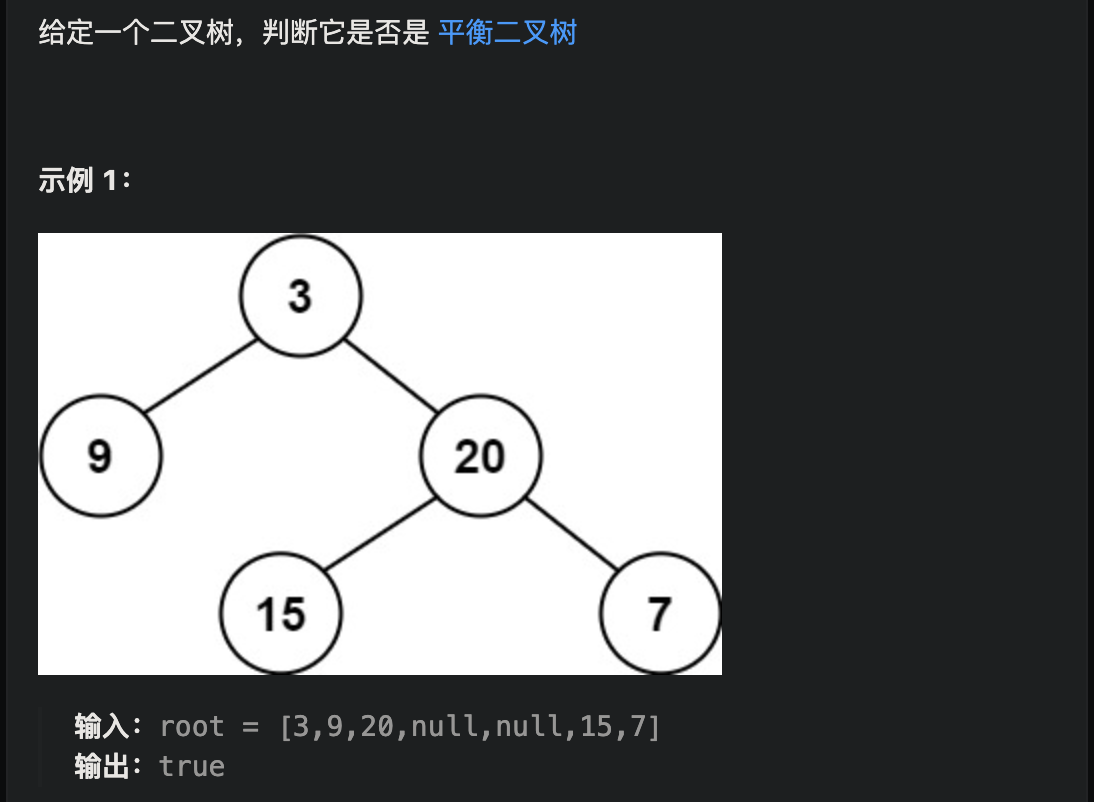 给定一个二叉树，判断它是否是 平衡二叉树
示例 1：
3
9
20
15
7
输入：root = [3,9,20,null,null,15,7]
输出：true